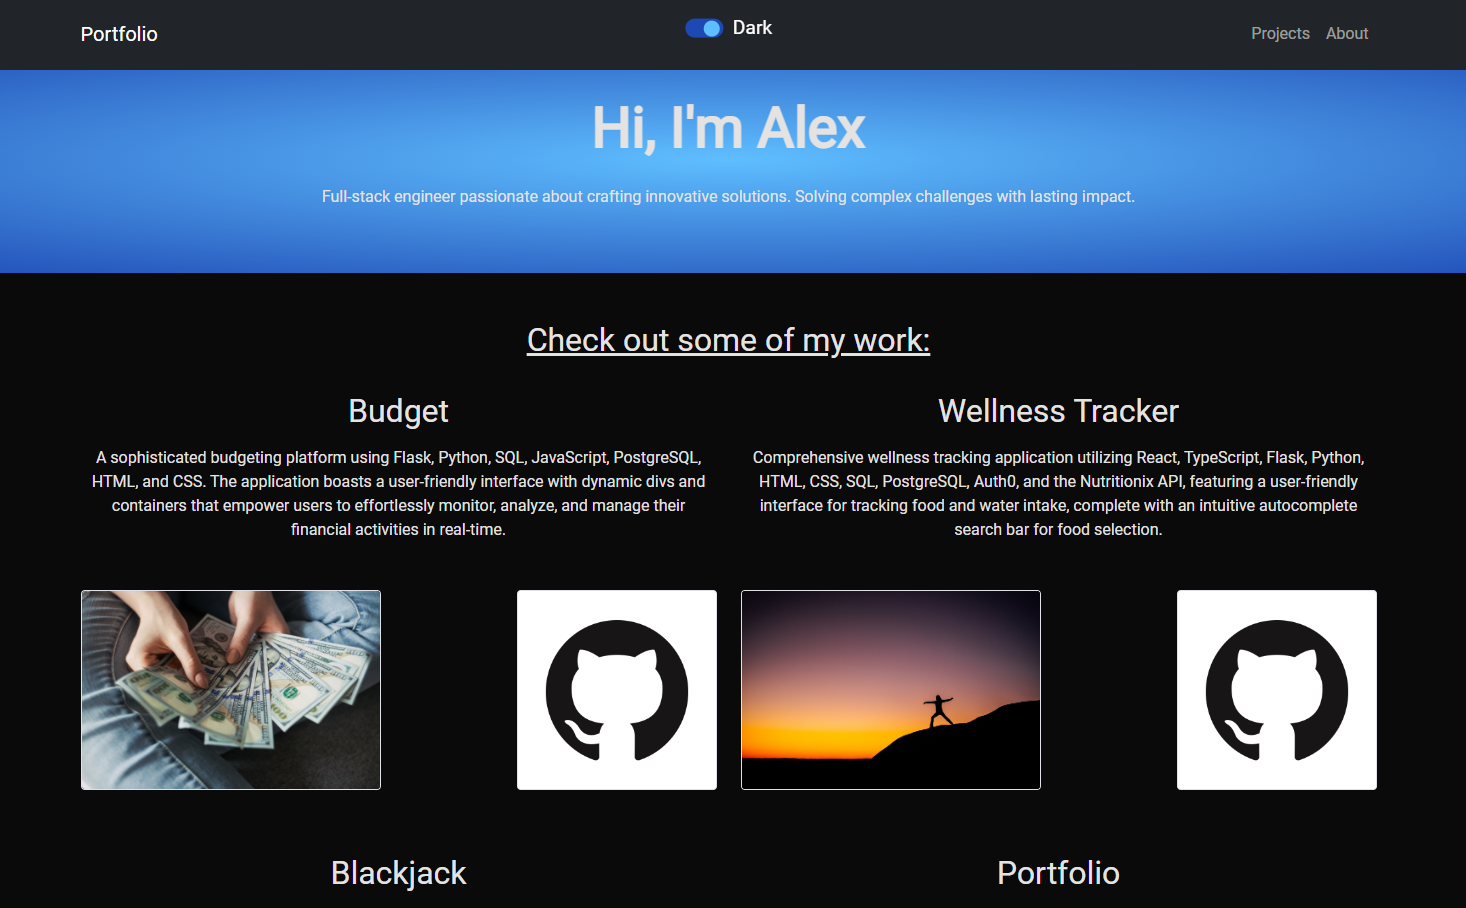 Portfolio
Dark
Projects
About
Hi, I'm Alex
Full-stack engineer passionate about crafting innovative solutions. Solving complex challenges with lasting impact.
Check out some of my work:
Budget
A sophisticated budgeting platform using Flask, Python, SQL, JavaScript, PostgreSQL,
HTML, and CSS. The application boasts a user-friendly interface with dynamic divs and
containers that empower users to effortlessly monitor, analyze, and manage their
financial activities in real-time.
Wellness Tracker
Comprehensive wellness tracking application utilizing React, TypeScript, Flask, Python,
HTML, CSS, SQL, PostgreSQL, Auth0, and the Nutritionix API, featuring a user-friendly
interface for tracking food and water intake, complete with an intuitive autocomplete
search bar for food selection.
Blackjack
Portfolio